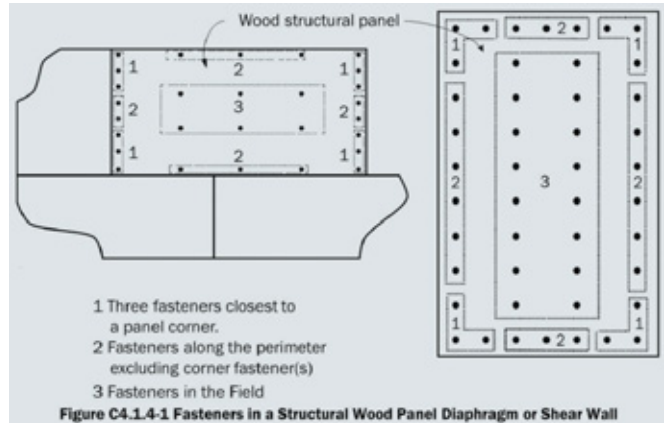 Wood structural panel
1 2 1
2 3 2
1 2 1
1 2 1
2 3 2
1 2 1
1 Three fasteners closest to
a panel corner.
2 Fasteners along the perimeter
excluding corner fastener(s)
3 Fasteners in the Field
Figure C4.1.4-1 Fasteners in a Structural Wood Panel Diaphragm or Shear Wall